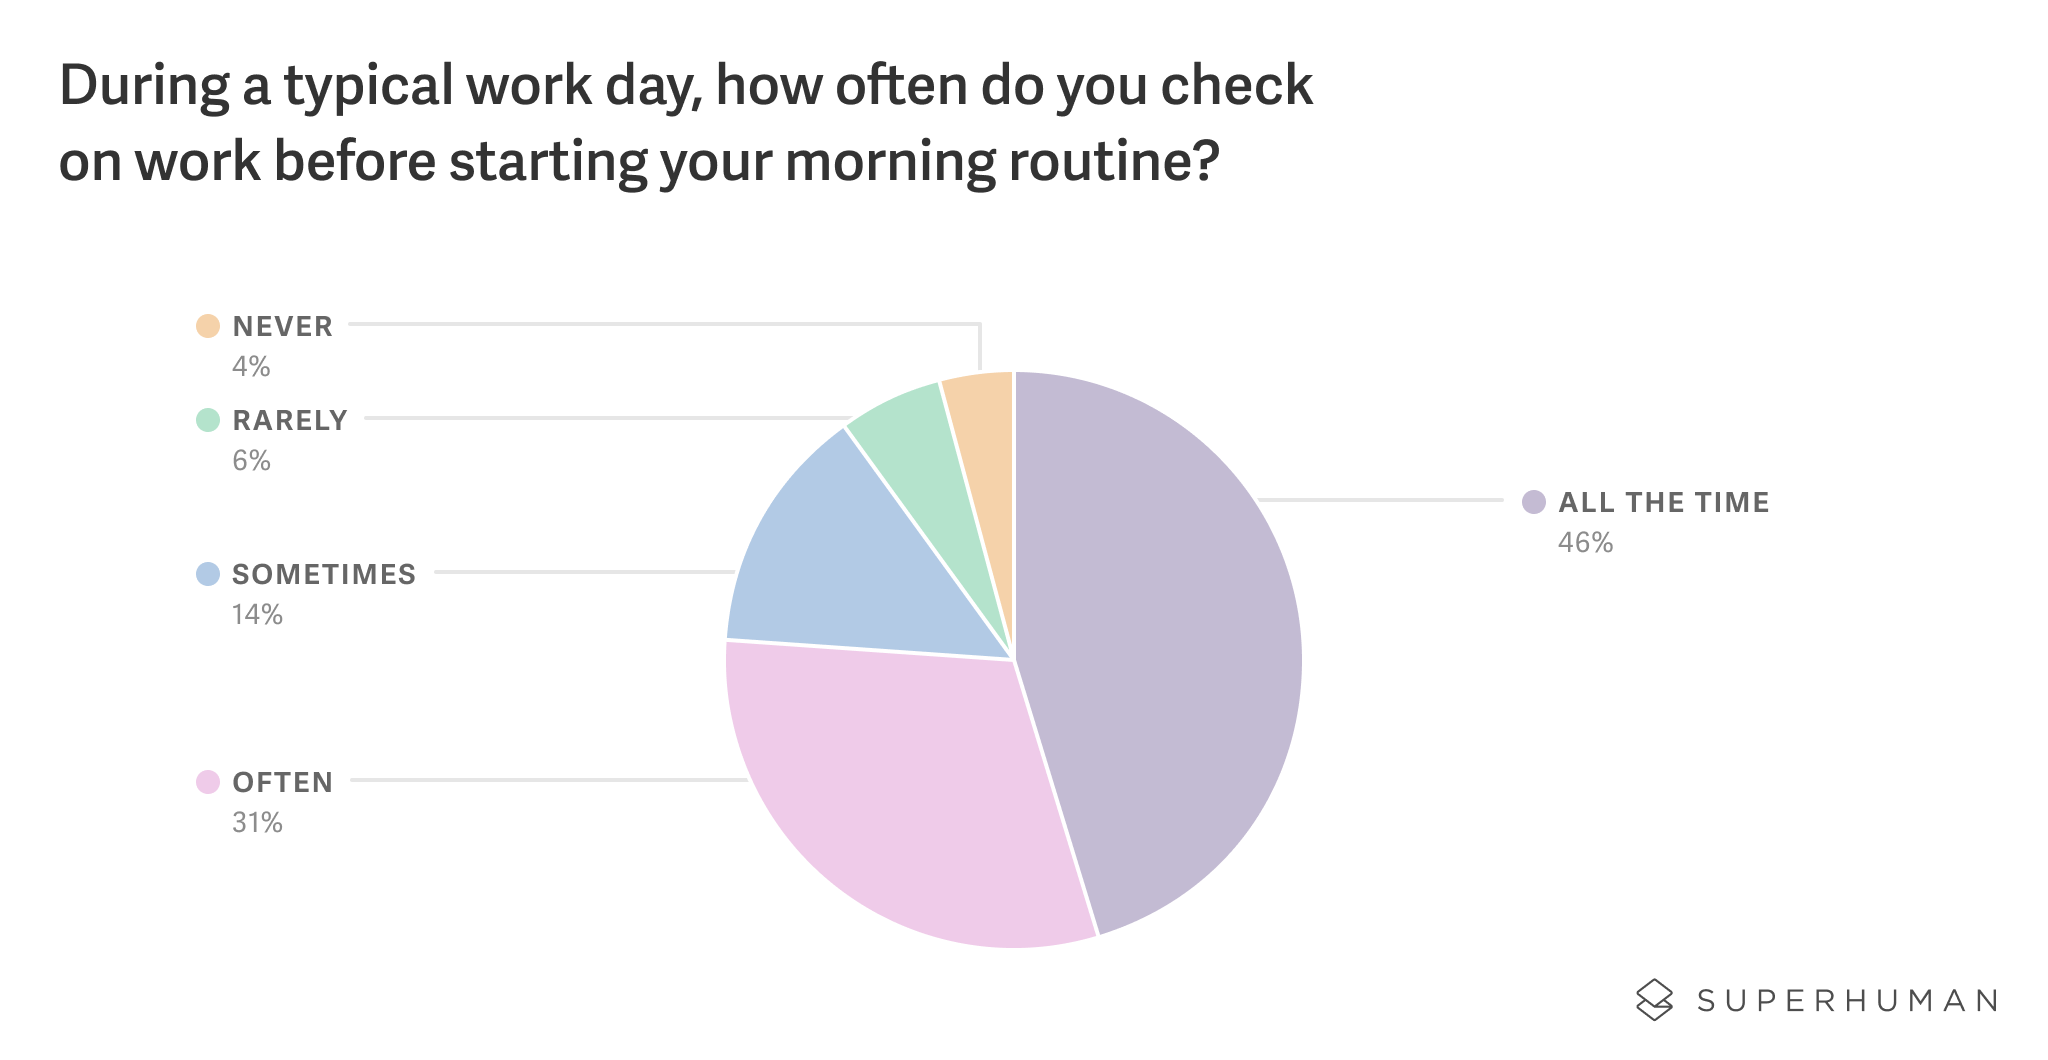 During a typical work day, how often do you check
on work before starting your morning routine?
NEVER
4%
RARELY
6%
SOMETIMES
14%
OFTEN
31%
ALL THE TIME
46%
SUPERHUMAN